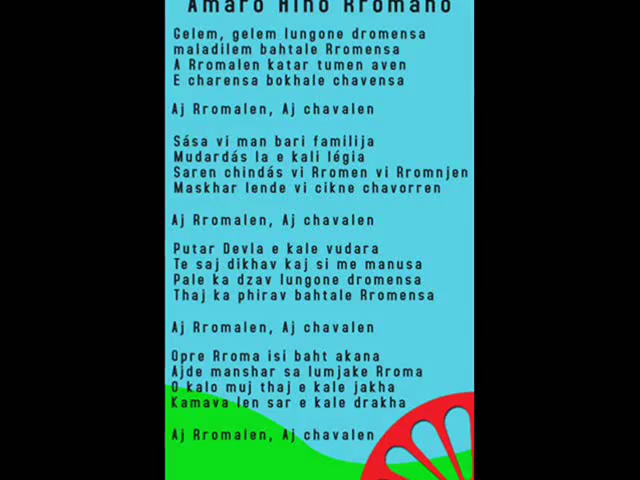 Amaro Hino Rromano
Gelem, gelem lungone dromensa
maladilem bahtale Rromensa
A Rromalen katar tumen aven
E charensa bokhale chavensa
Aj Rromalen, Aj chavalen
Sása vi man bari familija
Mudardás la e kali légia
Saren chindás vi Rromen vi Rromnjen
Maskhar lende vi cikne chavorren
Aj Rromalen, Aj chavalen
Putar Devla e kale vudara
Te saj dikhav kaj si me manusa
Pale ka dzav lungone dromensa
Thaj ka phirav bahtale Rromensa
Aj Rromalen, Aj chavalen
Opre Rroma isi baht akana
Ajde manshar sa lumjake Rroma
O kalo muj thaj e kale jakha
Kamava len sar e kale drakha
Aj Rromalen, Aj chavalen